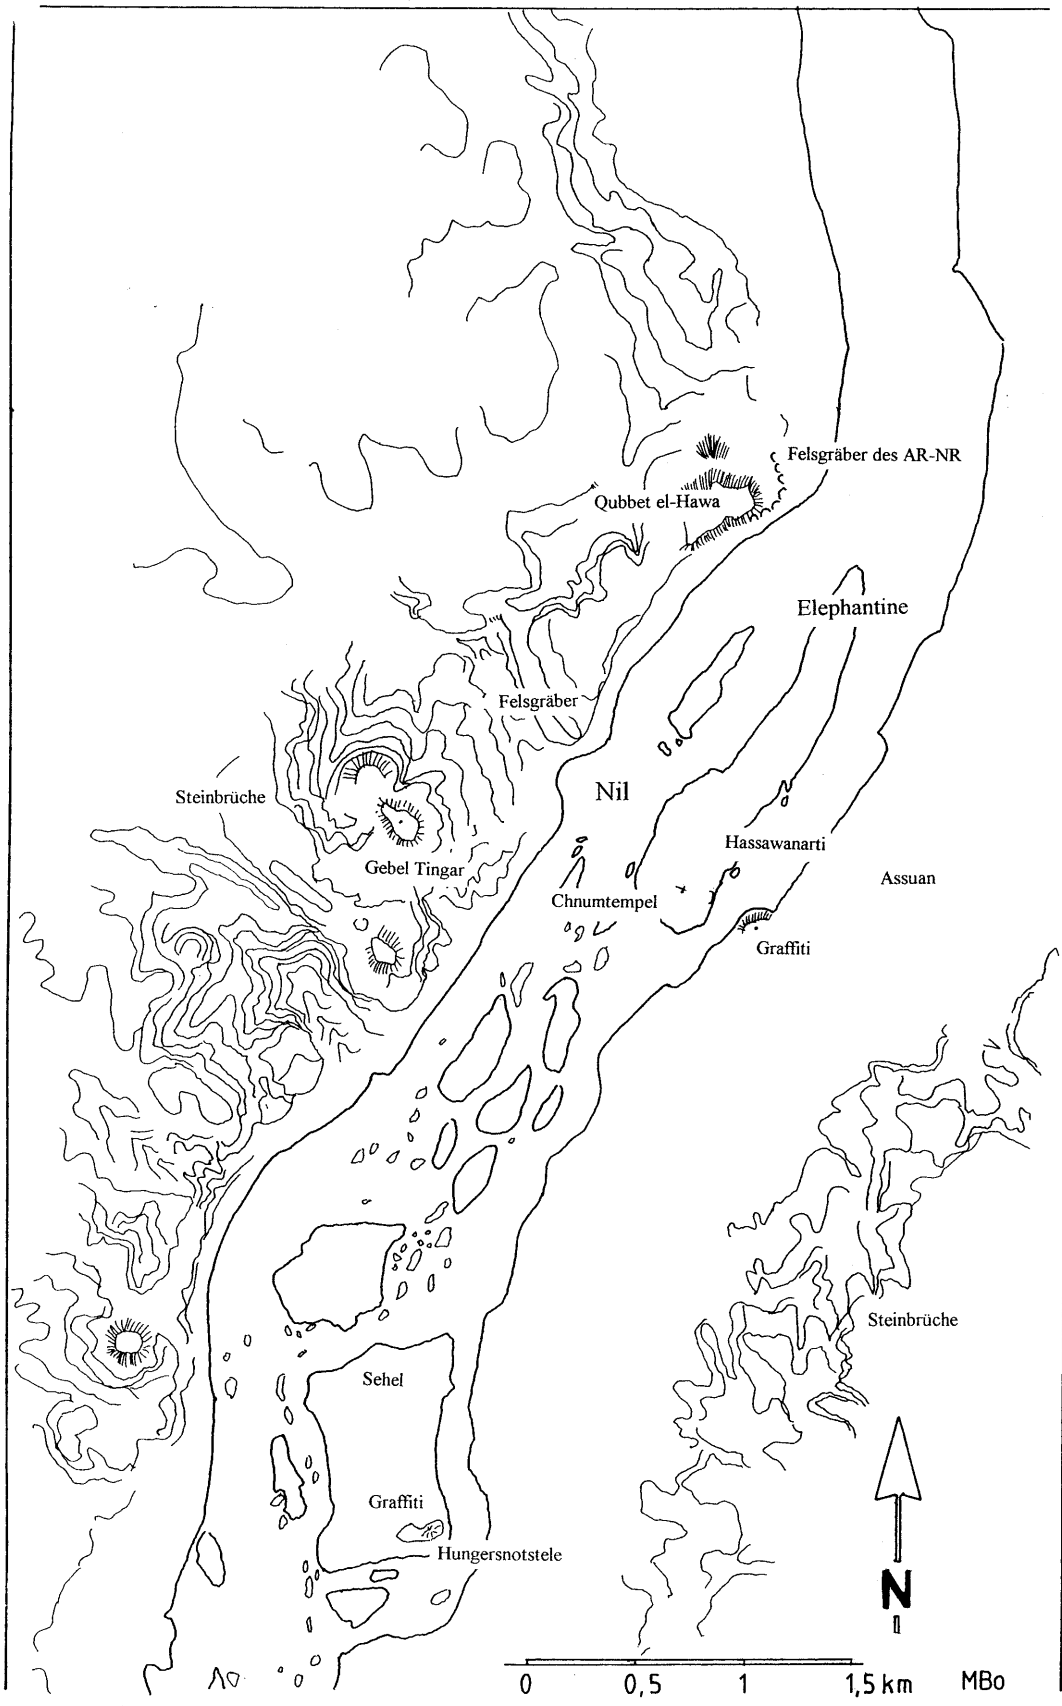 Felsgräber des AR-NR
Qubbet el-Hawa
Elephantine
Felsgräber
Nil
Steinbrüche
Hassawanarti
Gebel Tingar
Assuan
Chnumtempel
Graffiti
Steinbrüche
Sehel
Graffiti
Hungersnotstele
N
0 0,5 1 1,5 km MBo